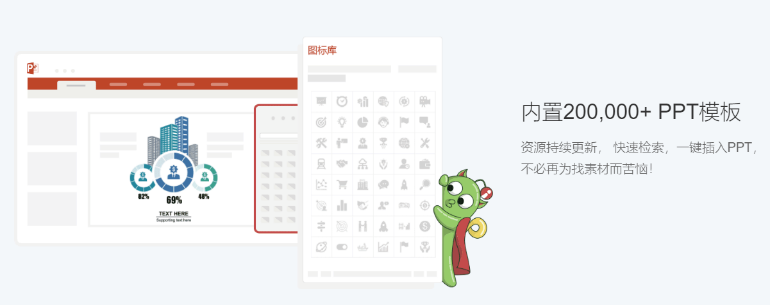 图标库
内置200,000+ PPT模板
资源持续更新，快速检索，一键插入PPT，
不必再为找素材而苦恼！
82%
69%
48%
TEXT HERE
Supporting text here